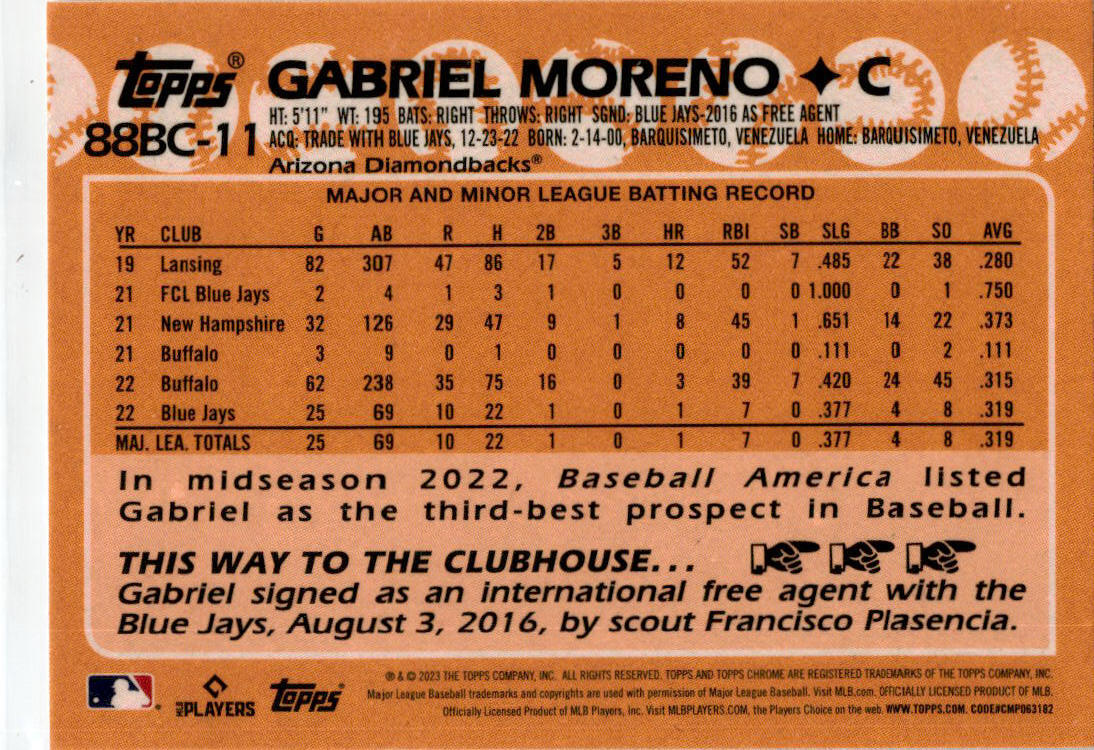 Topps® GABRIEL MORENO ✦ C
88BC-11 HT: 5'11" WT: 195 BATS: RIGHT THROWS: RIGHT SGND: BLUE JAYS-2016 AS FREE AGENT
ACQ: TRADE WITH BLUE JAYS, 12-23-22 BORN: 2-14-00, BARQUISIMETO, VENEZUELA HOME: BARQUISIMETO, VENEZUELA
Arizona Diamondbacks®
MAJOR AND MINOR LEAGUE BATTING RECORD
YR CLUB G AB R H 2B 3B HR RBI SB SLG BB SO AVG
19 Lansing 82 307 47 86 17 5 12 52 7 .485 22 38 .280
21 FCL Blue Jays 2 4 1 3 1 0 0 0 0 1.000 0 1 .750
21 New Hampshire 32 126 29 47 9 1 8 45 1 .651 14 22 .373
21 Buffalo 3 9 0 1 0 0 0 0 0 .111 0 2 .111
22 Buffalo 62 238 35 75 16 0 3 39 7 .420 24 45 .315
22 Blue Jays 25 69 10 22 1 0 1 7 0 .377 4 8 .319
MAJ. LEA. TOTALS 25 69 10 22 1 0 1 7 0 .377 4 8 .319
In midseason 2022, Baseball America listed
Gabriel as the third-best prospect in Baseball.
THIS WAY TO THE CLUBHOUSE...
Gabriel signed as an international free agent with the
Blue Jays, August 3, 2016, by scout Francisco Plasencia.
® & © 2023 THE TOPPS COMPANY, INC. ALL RIGHTS RESERVED. TOPPS AND TOPPS CHROME ARE REGISTERED TRADEMARKS OF THE TOPPS COMPANY, INC.
Major League Baseball trademarks and copyrights are used with permission of Major League Baseball. Visit MLB.com. OFFICIALLY LICENSED PRODUCT OF MLB.
Officially Licensed Product of MLB Players, Inc. Visit MLBPLAYERS.COM, the Players Choice on the web. WWW.TOPPS.COM. CODE#CMP063182
MLB PLAYERS Topps